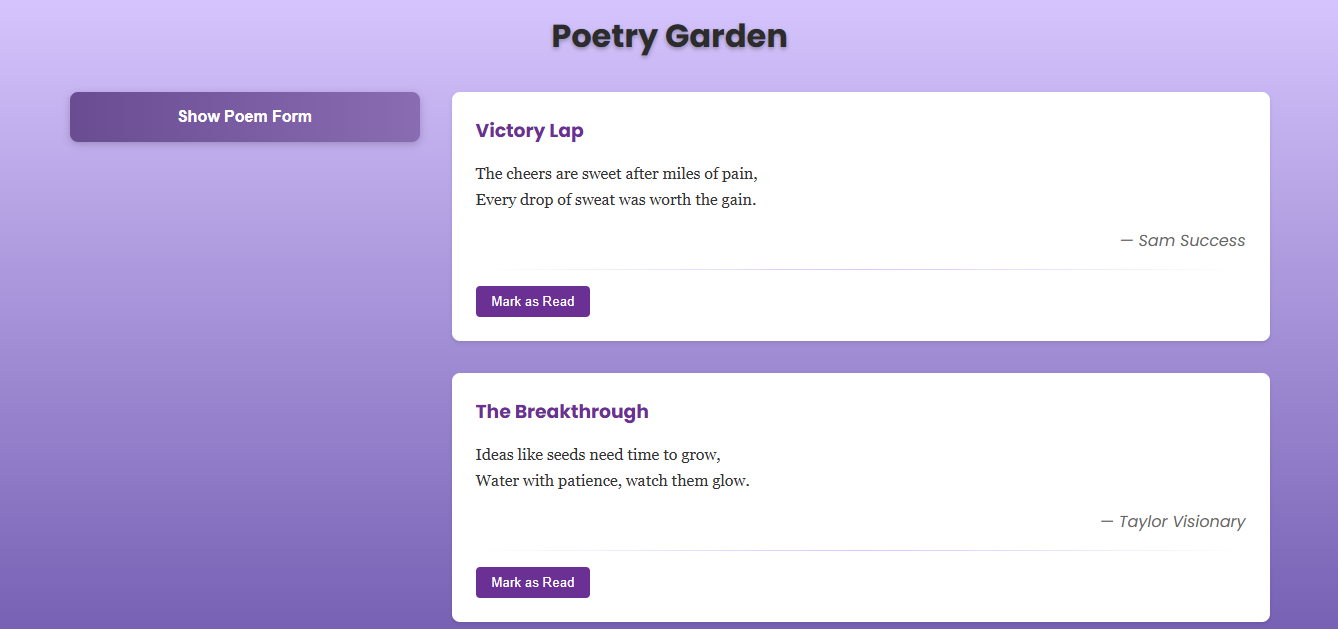 Poetry Garden
Show Poem Form
Victory Lap
The cheers are sweet after miles of pain,
Every drop of sweat was worth the gain.
— Sam Success
Mark as Read
The Breakthrough
Ideas like seeds need time to grow,
Water with patience, watch them glow.
— Taylor Visionary
Mark as Read